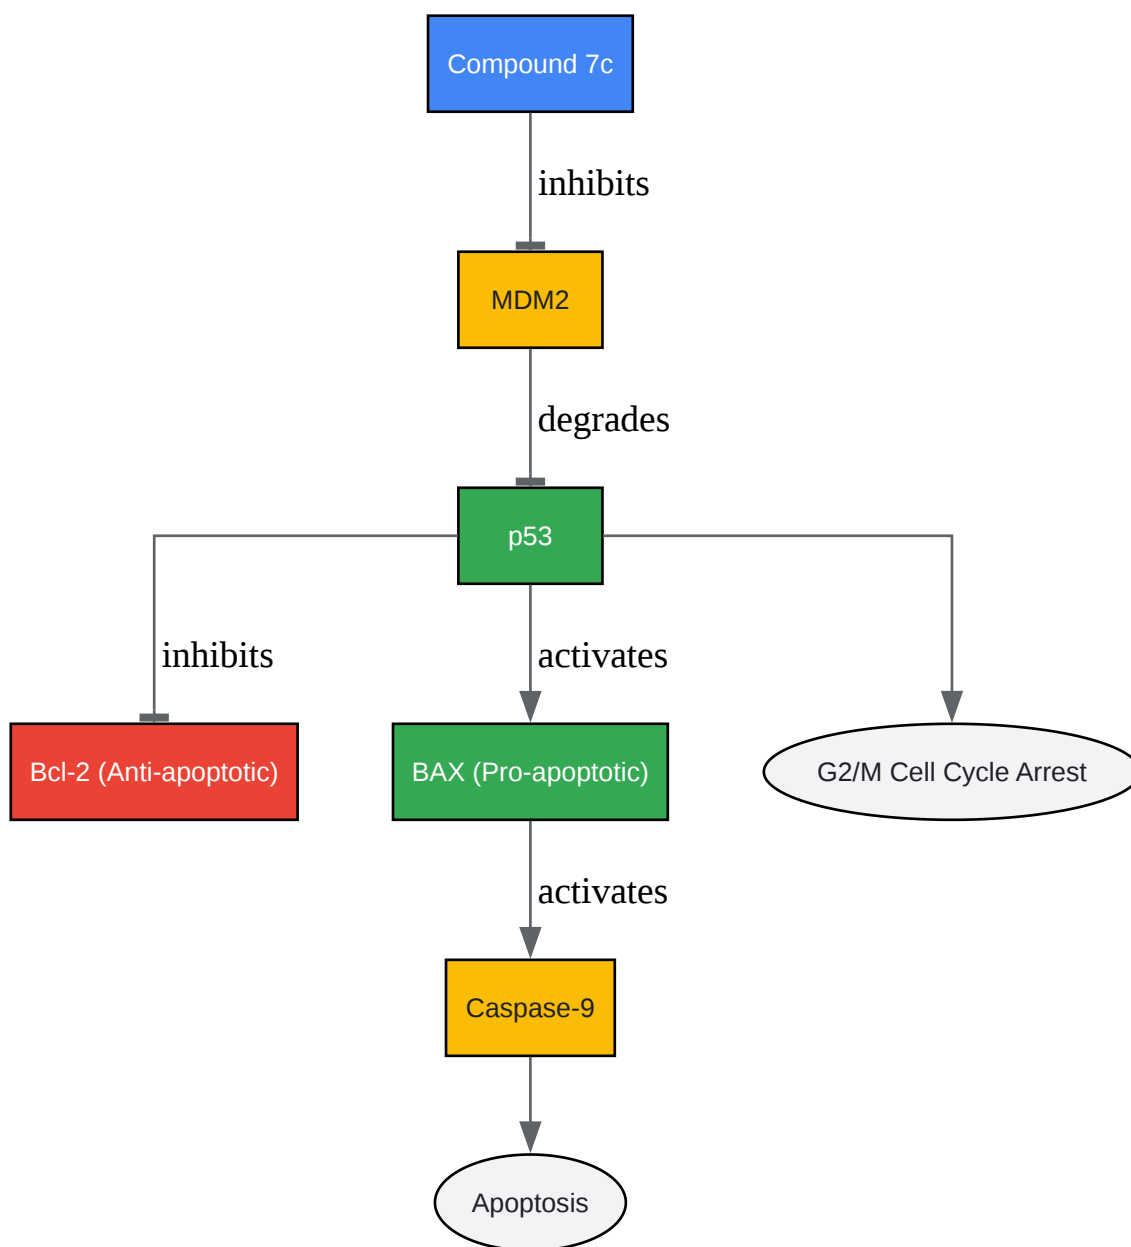 Compound 7c
inhibits
MDM2
degrades
p53
inhibits
activates
Bcl-2 (Anti-apoptotic)
BAX (Pro-apoptotic)
G2/M Cell Cycle Arrest
activates
Caspase-9
Apoptosis